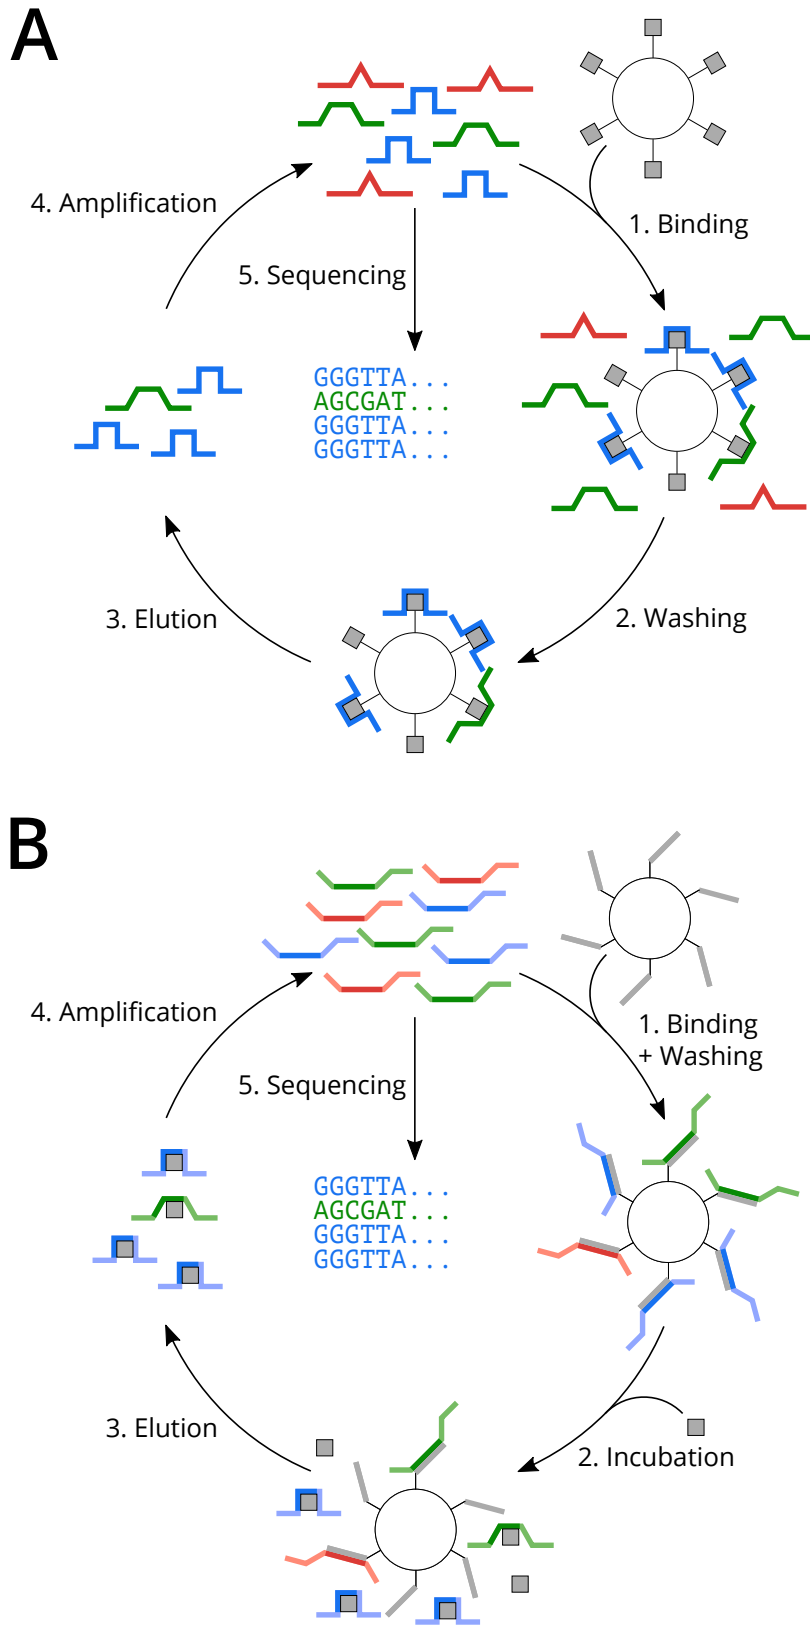 A
4. Amplification
1. Binding
5. Sequencing
GGGTTA...
AGCGAT...
GGGTTA...
GGGTTA...
3. Elution
2. Washing
B
4. Amplification
1. Binding
+ Washing
5. Sequencing
GGGTTA...
AGCGAT...
GGGTTA...
GGGTTA...
3. Elution
2. Incubation